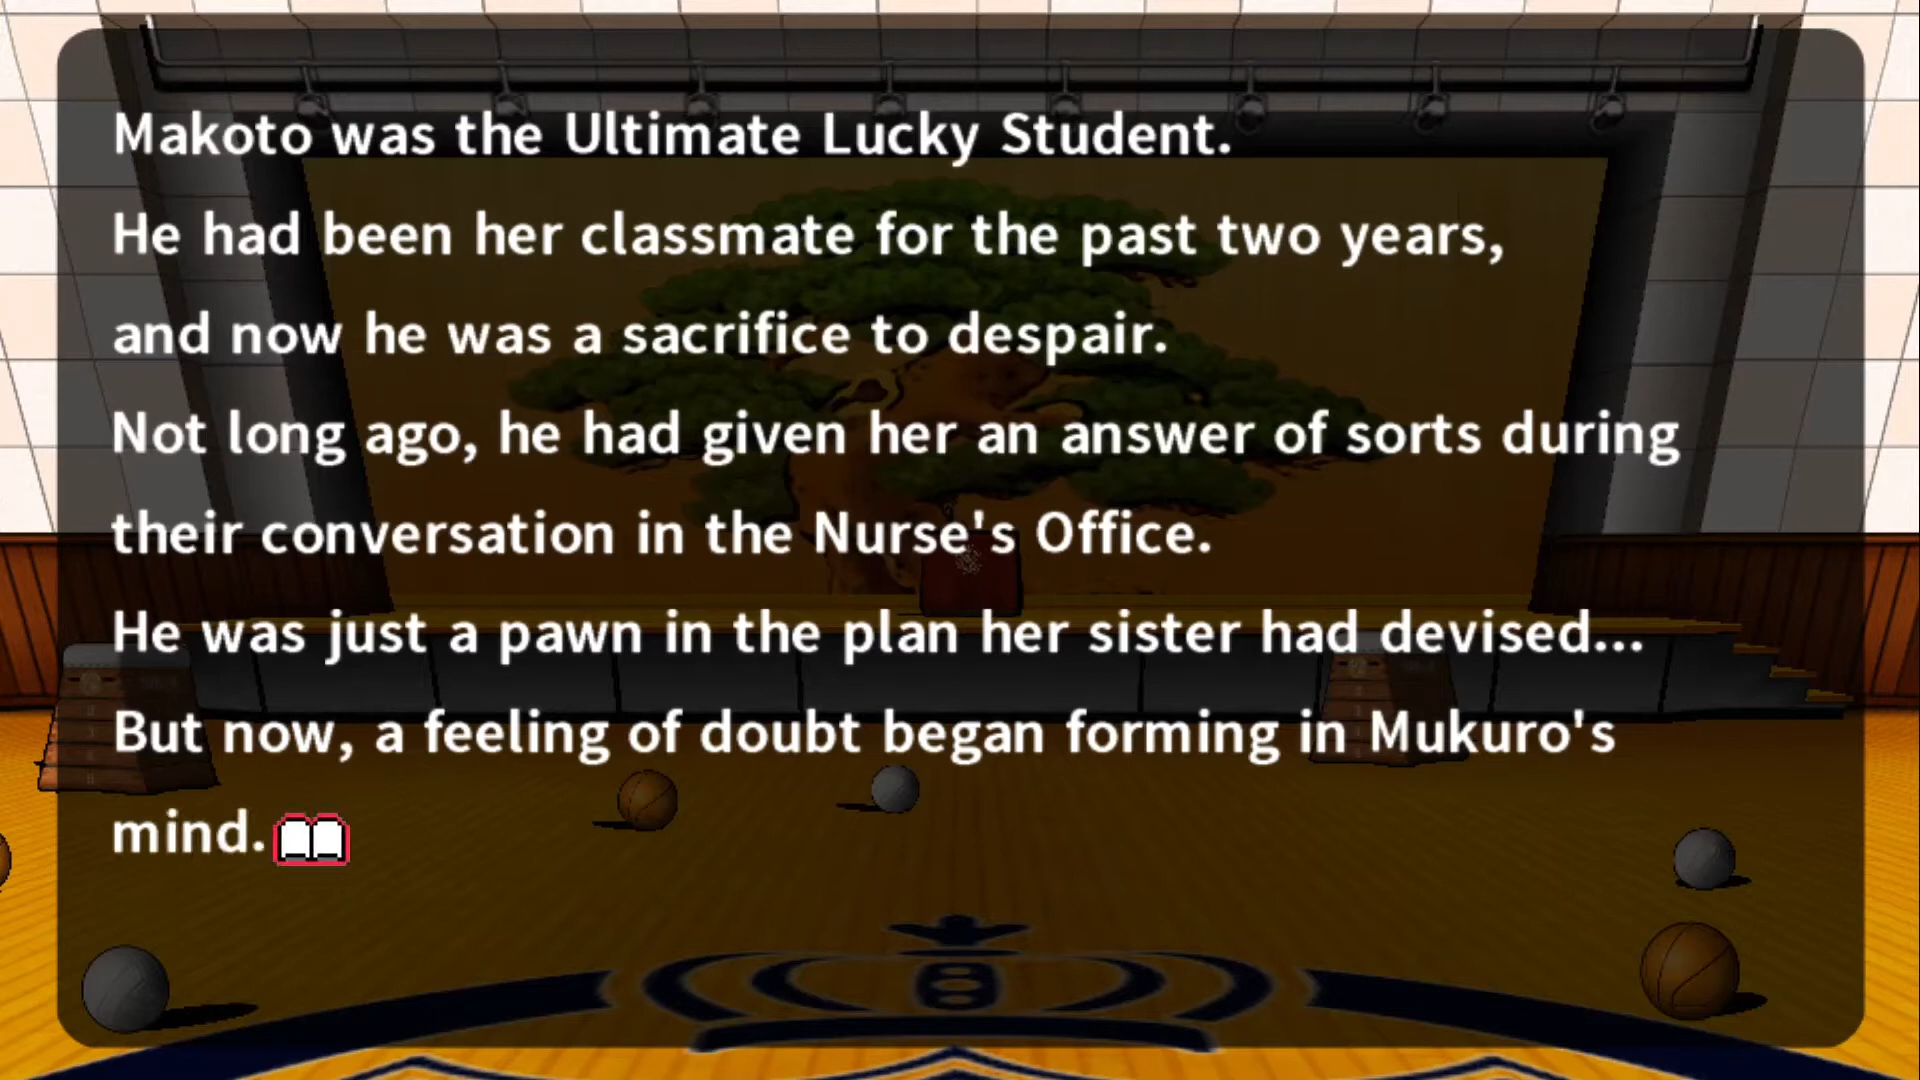 Makoto was the Ultimate Lucky Student.
He had been her classmate for the past two years,
and now he was a sacrifice to despair.
Not long ago, he had given her an answer of sorts during
their conversation in the Nurse's Office.
He was just a pawn in the plan her sister had devised...
But now, a feeling of doubt began forming in Mukuro's
mind.